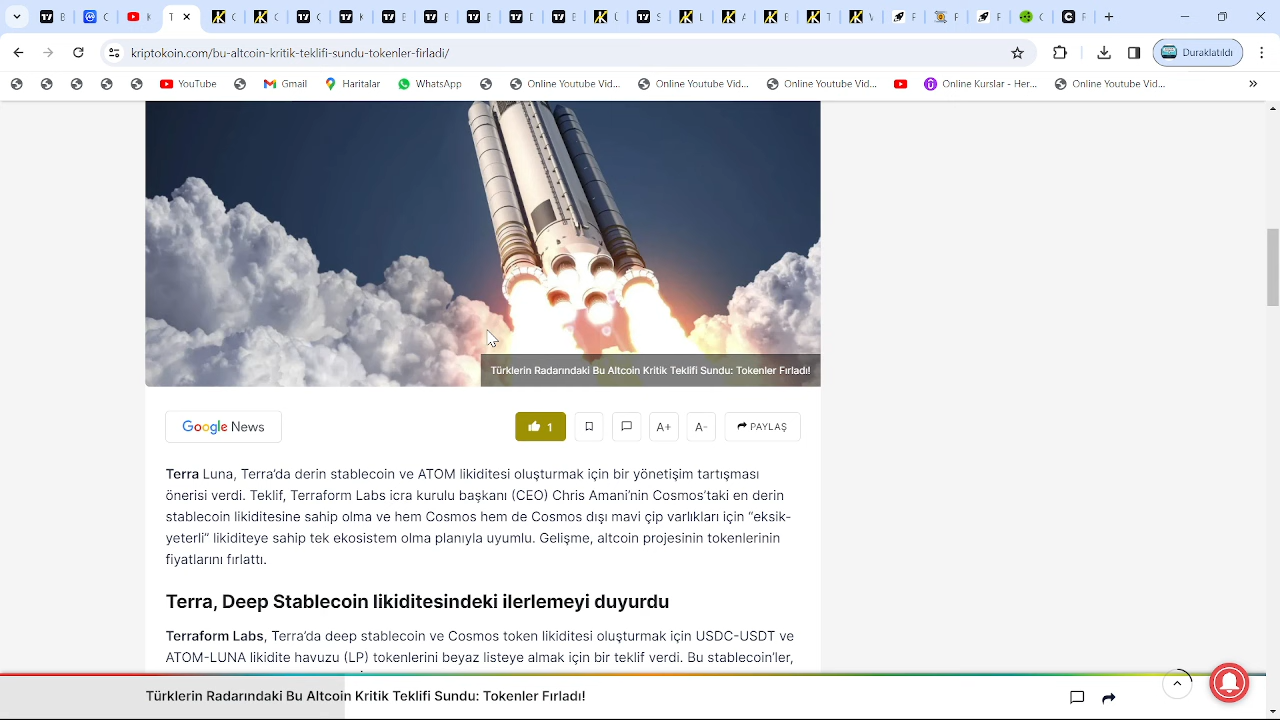 kriptokoin.com/bu-altcoin-kritik-teklifi-sundu-tokenler-firladi/
Duraklatıldı
YouTube
Gmail
Haritalar
WhatsApp
Online Youtube Vid...
Online Youtube Vid...
Online Youtube Vid...
Online Kurslar - Her...
Online Youtube Vid...
»
Türklerin Radarındaki Bu Altcoin Kritik Teklifi Sundu: Tokenler Fırladı!
Google News
1
A+
A-
PAYLAŞ
Terra Luna, Terra’da derin stablecoin ve ATOM likiditesi oluşturmak için bir yönetişim tartışması
önerisi verdi. Teklif, Terraform Labs icra kurulu başkanı (CEO) Chris Amani’nin Cosmos’taki en derin
stablecoin likiditesine sahip olma ve hem Cosmos hem de Cosmos dışı mavi çip varlıkları için “eksik-
yeterli” likiditeye sahip tek ekosistem olma planıyla uyumlu. Gelişme, altcoin projesinin tokenlerinin
fiyatlarını fırlattı.
Terra, Deep Stablecoin likiditesindeki ilerlemeyi duyurdu
Terraform Labs, Terra’da deep stablecoin ve Cosmos token likiditesi oluşturmak için USDC-USDT ve
ATOM-LUNA likidite havuzu (LP) tokenlerini beyaz listeye almak için bir teklif verdi. Bu stablecoin’ler,
Türklerin Radarındaki Bu Altcoin Kritik Teklifi Sundu: Tokenler Fırladı!